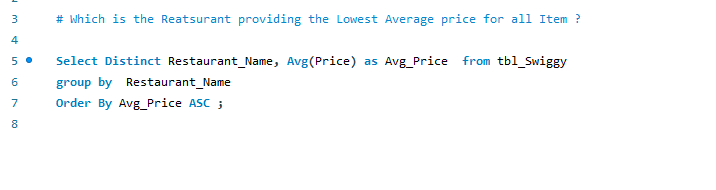 3 # Which is the Reatsurant providing the Lowest Average price for all Item ?
4
5 Select Distinct Restaurant_Name, Avg(Price) as Avg_Price  from tbl_Swiggy
6 group by  Restaurant_Name
7 Order By Avg_Price ASC ;
8